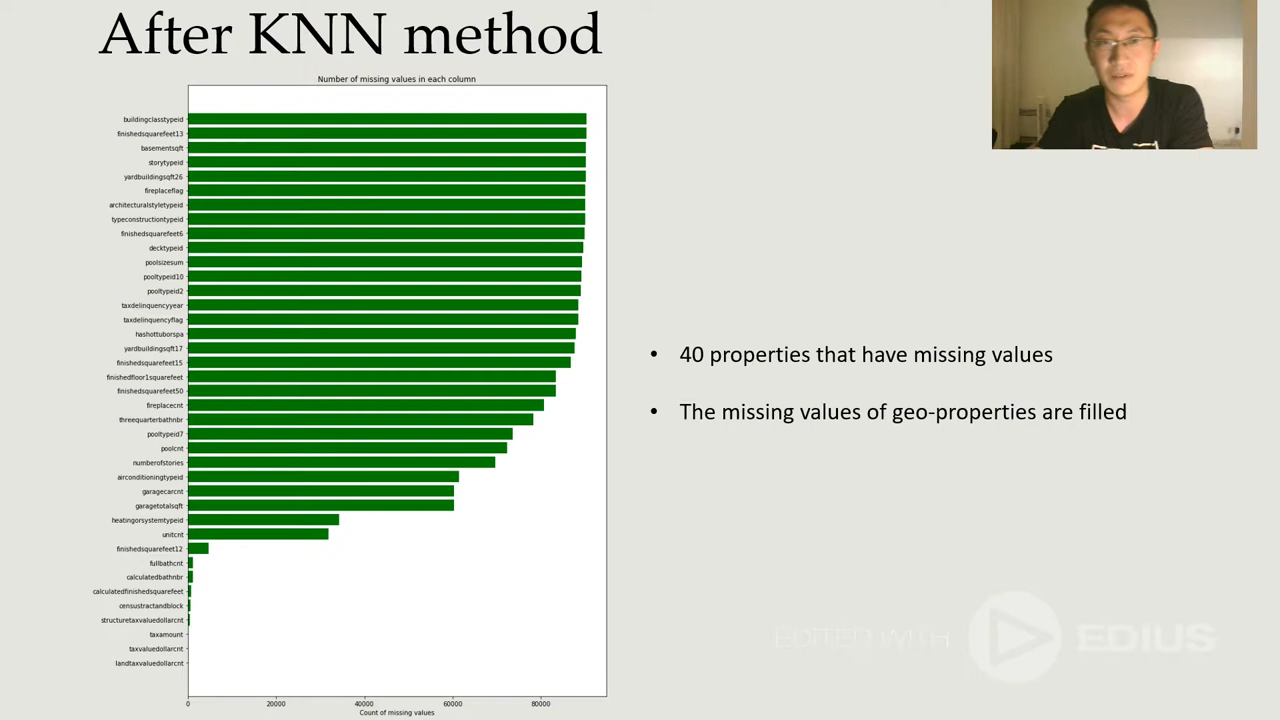 After KNN method
Number of missing values in each column
buildingclasstypeid
finishedsquarefeet13
basementsqft
storytypeid
yardbuildingsqft26
fireplaceflag
architecturalstyletypeid
typeconstructiontypeid
finishedsquarefeet6
decktypeid
poolsizesum
pooltypeid10
pooltypeid2
taxdelinquencyyear
taxdelinquencyflag
hashottuborspa
yardbuildingsqft17
finishedsquarefeet15
finishedfloor1squarefeet
finishedsquarefeet50
fireplacecnt
threequarterbathnbr
pooltypeid7
poolcnt
numberofstories
airconditioningtypeid
garagecarcnt
garagetotalsqft
heatingorsystemtypeid
unitcnt
finishedsquarefeet12
fullbathcnt
calculatedbathnbr
calculatedfinishedsquarefeet
censustractandblock
structuretaxvaluedollarcnt
taxamount
taxvaluedollarcnt
landtaxvaluedollarcnt
0 20000 40000 60000 80000
Count of missing values
• 40 properties that have missing values
• The missing values of geo-properties are filled
EDITED WITH EDIUS